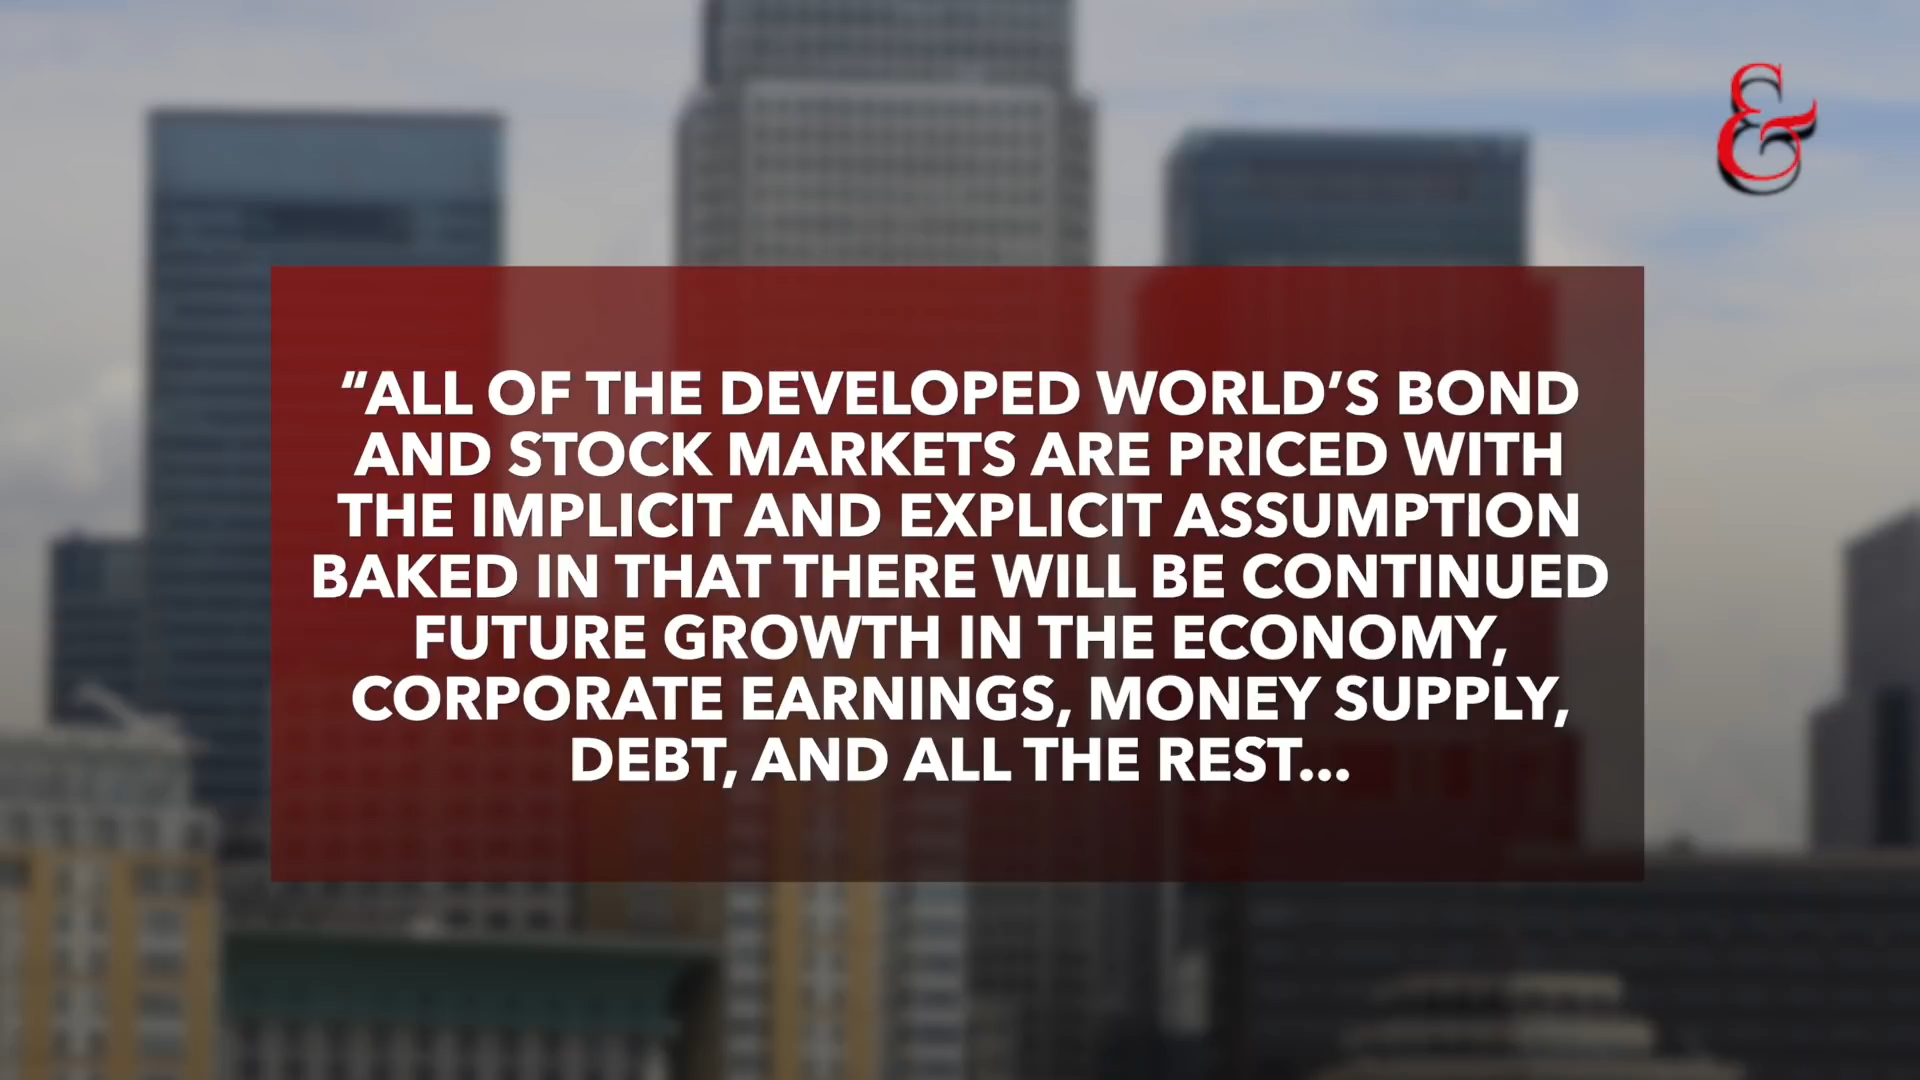 &
“ALL OF THE DEVELOPED WORLD’S BOND
AND STOCK MARKETS ARE PRICED WITH
THE IMPLICIT AND EXPLICIT ASSUMPTION
BAKED IN THAT THERE WILL BE CONTINUED
FUTURE GROWTH IN THE ECONOMY,
CORPORATE EARNINGS, MONEY SUPPLY,
DEBT, AND ALL THE REST...